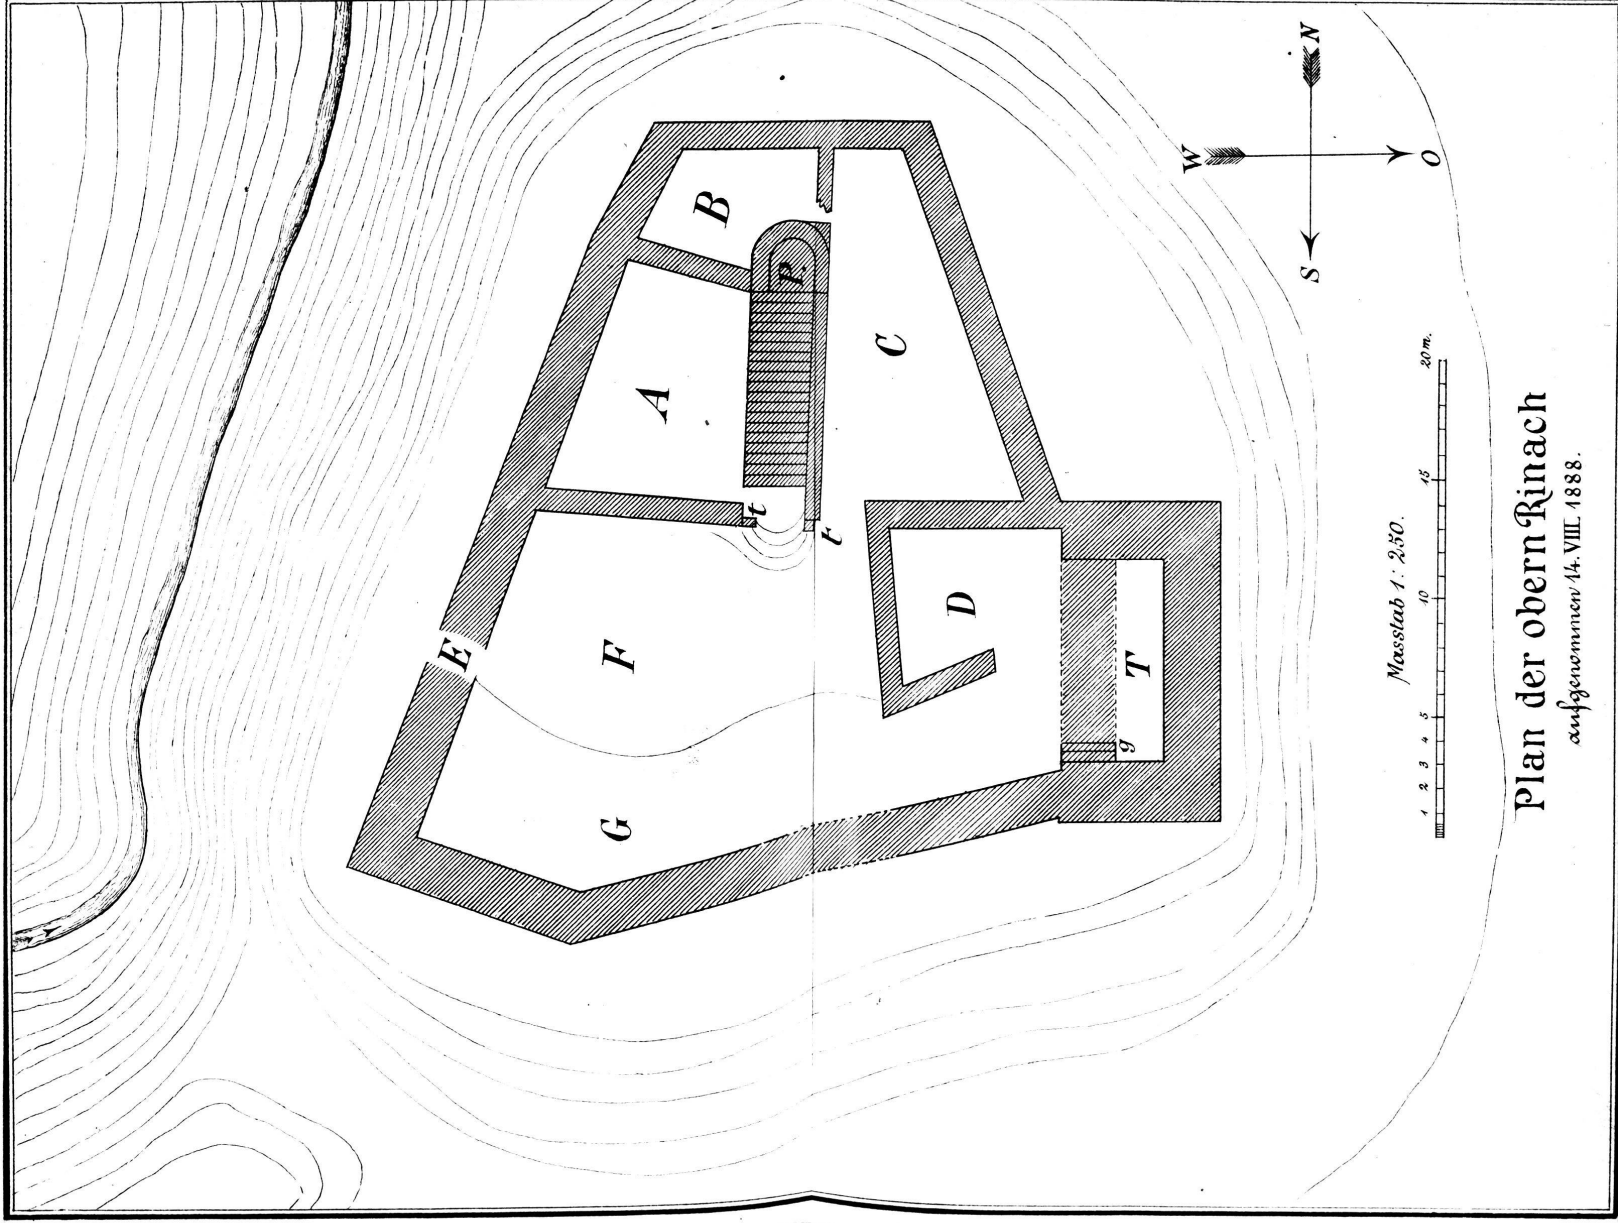 E
G
F
A
B
t
P.
t
C
D
g
T
W
S
N
O
Masstab 1:250.
1 2 3 4 5 10 15 20 m.
Plan der obern Rinach
aufgenommen 14. VIII. 1888.